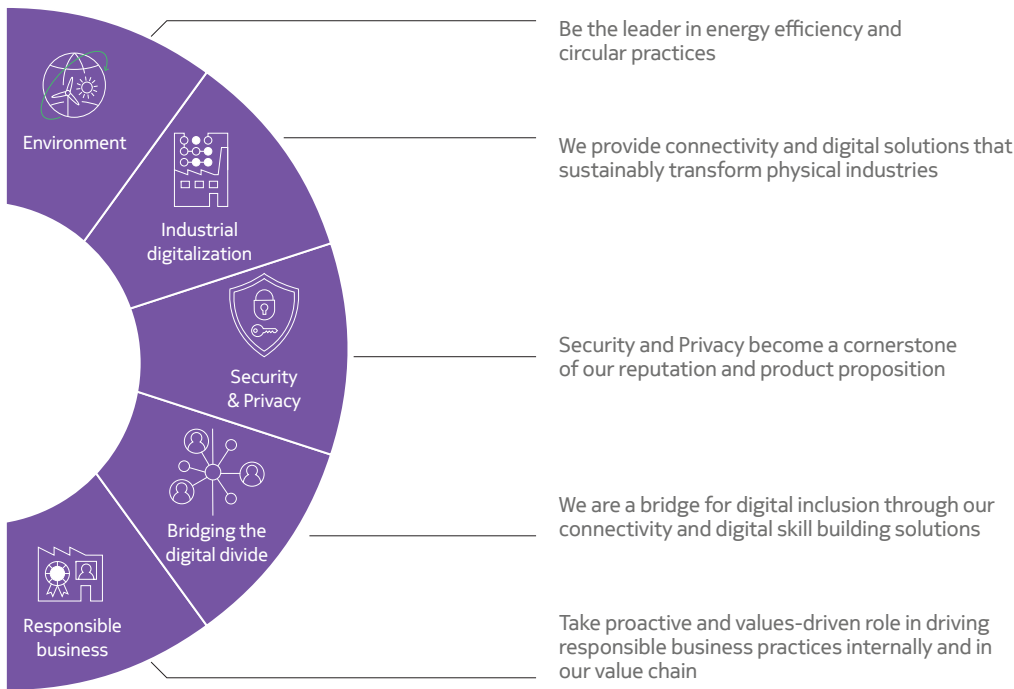 Environment
Be the leader in energy efficiency and
circular practices
Industrial
digitalization
We provide connectivity and digital solutions that
sustainably transform physical industries
Security
& Privacy
Security and Privacy become a cornerstone
of our reputation and product proposition
Bridging the
digital divide
We are a bridge for digital inclusion through our
connectivity and digital skill building solutions
Responsible
business
Take proactive and values-driven role in driving
responsible business practices internally and in
our value chain